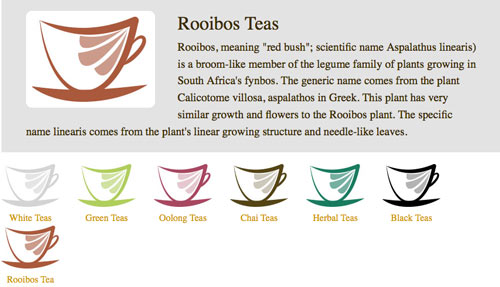 Rooibos Teas
Rooibos, meaning "red bush"; scientific name Aspalathus linearis)
is a broom-like member of the legume family of plants growing in
South Africa's fynbos. The generic name comes from the plant
Calicotome villosa, aspalathos in Greek. This plant has very
similar growth and flowers to the Rooibos plant. The specific
name linearis comes from the plant's linear growing structure and needle-like leaves.
White Teas
Green Teas
Oolong Teas
Chai Teas
Herbal Teas
Black Teas
Rooibos Tea